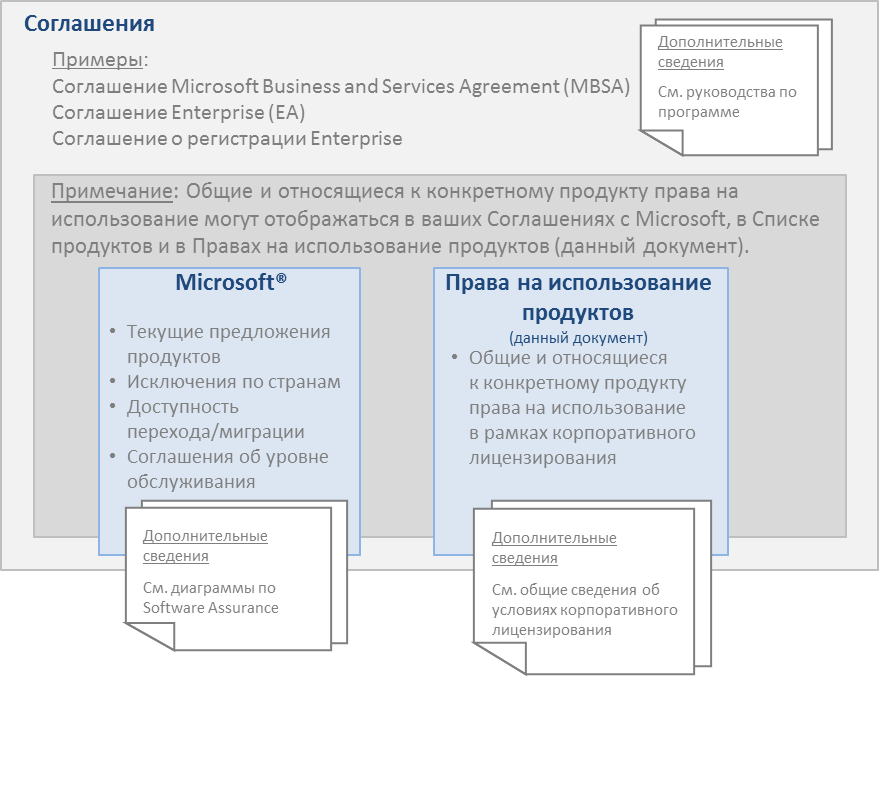 Соглашения
Примеры:
Соглашение Microsoft Business and Services Agreement (MBSA)
Соглашение Enterprise (EA)
Соглашение о регистрации Enterprise
Дополнительные
сведения
См. руководства по
программе
Примечание: Общие и относящиеся к конкретному продукту права на
использование могут отображаться в ваших Соглашениях с Microsoft, в Списке
продуктов и в Правах на использование продуктов (данный документ).
Microsoft®
• Текущие предложения
продуктов
• Исключения по странам
• Доступность
перехода/миграции
• Соглашения об уровне
обслуживания
Дополнительные
сведения
См. диаграммы по
Software Assurance
Права на использование
продуктов
(данный документ)
• Общие и относящиеся
к конкретному продукту
права на использование
в рамках корпоративного
лицензирования
Дополнительные
сведения
См. общие сведения об
условиях корпоративного
лицензирования